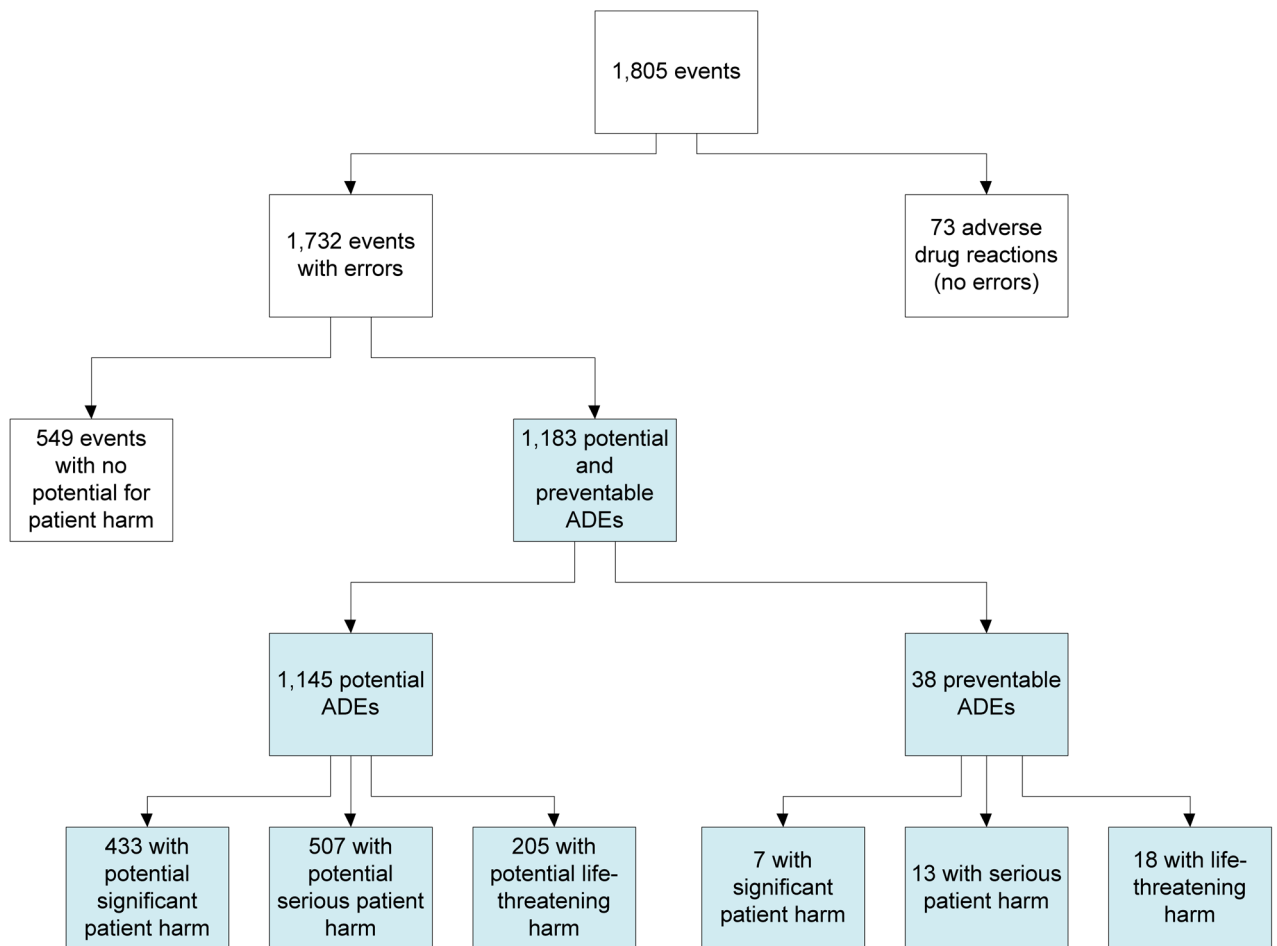 1,805 events
1,732 events
with errors
73 adverse
drug reactions
(no errors)
549 events
with no
potential for
patient harm
1,183 potential
and
preventable
ADEs
1,145 potential
ADEs
38 preventable
ADEs
433 with
potential
significant
patient harm
507 with
potential
serious patient
harm
205 with
potential life-
threatening
harm
7 with
significant
patient harm
13 with serious
patient harm
18 with life-
threatening
harm